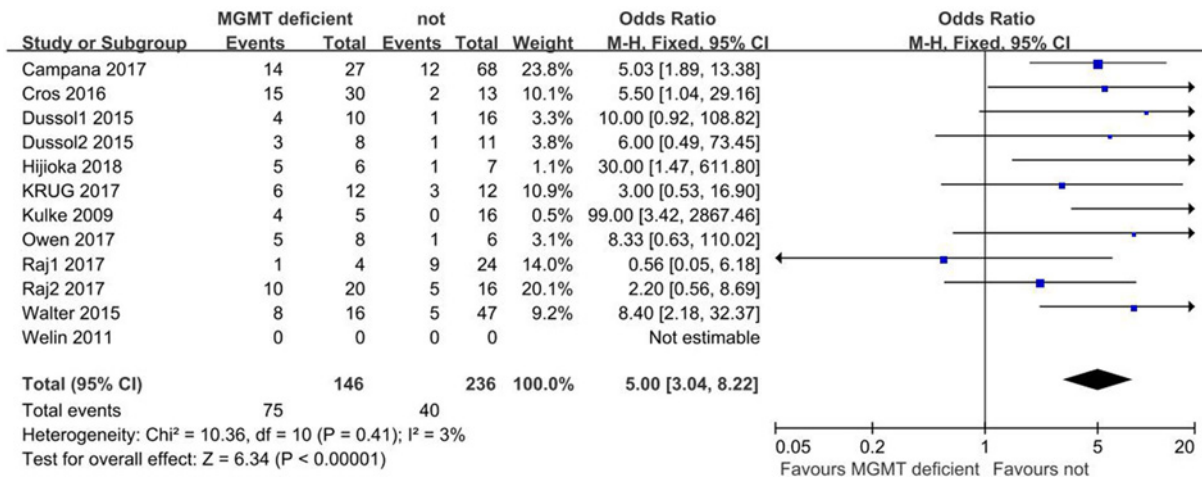 MGMT deficient not Odds Ratio Odds Ratio
Study or Subgroup Events Total Events Total Weight M-H, Fixed, 95% CI M-H, Fixed, 95% CI
Campana 2017 14 27 12 68 23.8% 5.03 [1.89, 13.38]
Cros 2016 15 30 2 13 10.1% 5.50 [1.04, 29.16]
Dussol1 2015 4 10 1 16 3.3% 10.00 [0.92, 108.82]
Dussol2 2015 3 8 1 11 3.8% 6.00 [0.49, 73.45]
Hijioka 2018 5 6 1 7 1.1% 30.00 [1.47, 611.80]
KRUG 2017 6 12 3 12 10.9% 3.00 [0.53, 16.90]
Kulke 2009 4 5 0 16 0.5% 99.00 [3.42, 2867.46]
Owen 2017 5 8 1 6 3.1% 8.33 [0.63, 110.02]
Raj1 2017 1 4 9 24 14.0% 0.56 [0.05, 6.18]
Raj2 2017 10 20 5 16 20.1% 2.20 [0.56, 8.69]
Walter 2015 8 16 5 47 9.2% 8.40 [2.18, 32.37]
Welin 2011 0 0 0 0 Not estimable
Total (95% CI) 146 236 100.0% 5.00 [3.04, 8.22]
Total events 75 40
Heterogeneity: Chi² = 10.36, df = 10 (P = 0.41); I² = 3%
Test for overall effect: Z = 6.34 (P < 0.00001)
0.05 0.2 1 5 20
Favours MGMT deficient Favours not